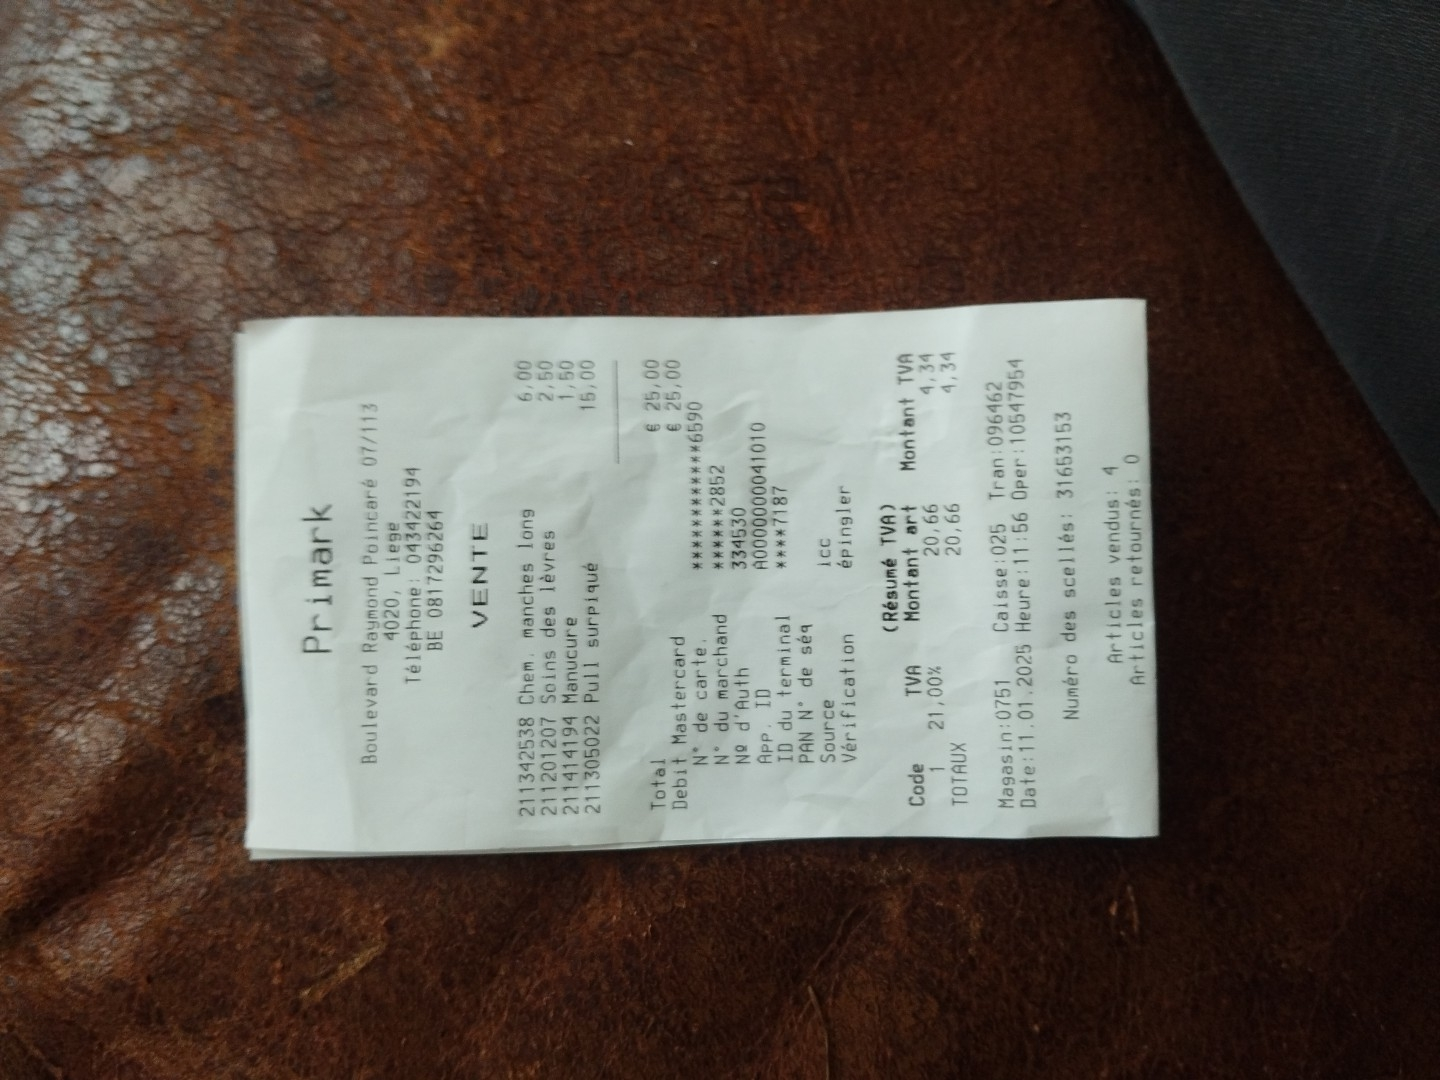 Primark
Boulevard Raymond Poincaré 07/113
4020, Liege
Téléphone: 043422194
BE 0817296264
VENTE
211342538 Chem. manches long 6,00
211201207 Soins des lèvres 2,50
211414194 Manucure 1,50
211305022 Pull surpiqué 15,00
Total € 25,00
Debit Mastercard € 25,00
N° de carte. ************6590
N° du marchand ******2852
Nº d'Auth 334530
App. ID A0000000041010
ID du terminal ****7187
PAN N° de séq
Source icc
Vérification épingler
(Résumé TVA)
Code TVA Montant art Montant TVA
1 21,00% 20,66 4,34
TOTAUX 20,66 4,34
Magasin:0751 Caisse:025 Tran:096462
Date:11.01.2025 Heure:11:56 Oper:10547954
Numéro des scellés: 31653153
Articles vendus: 4
Articles retournés: 0